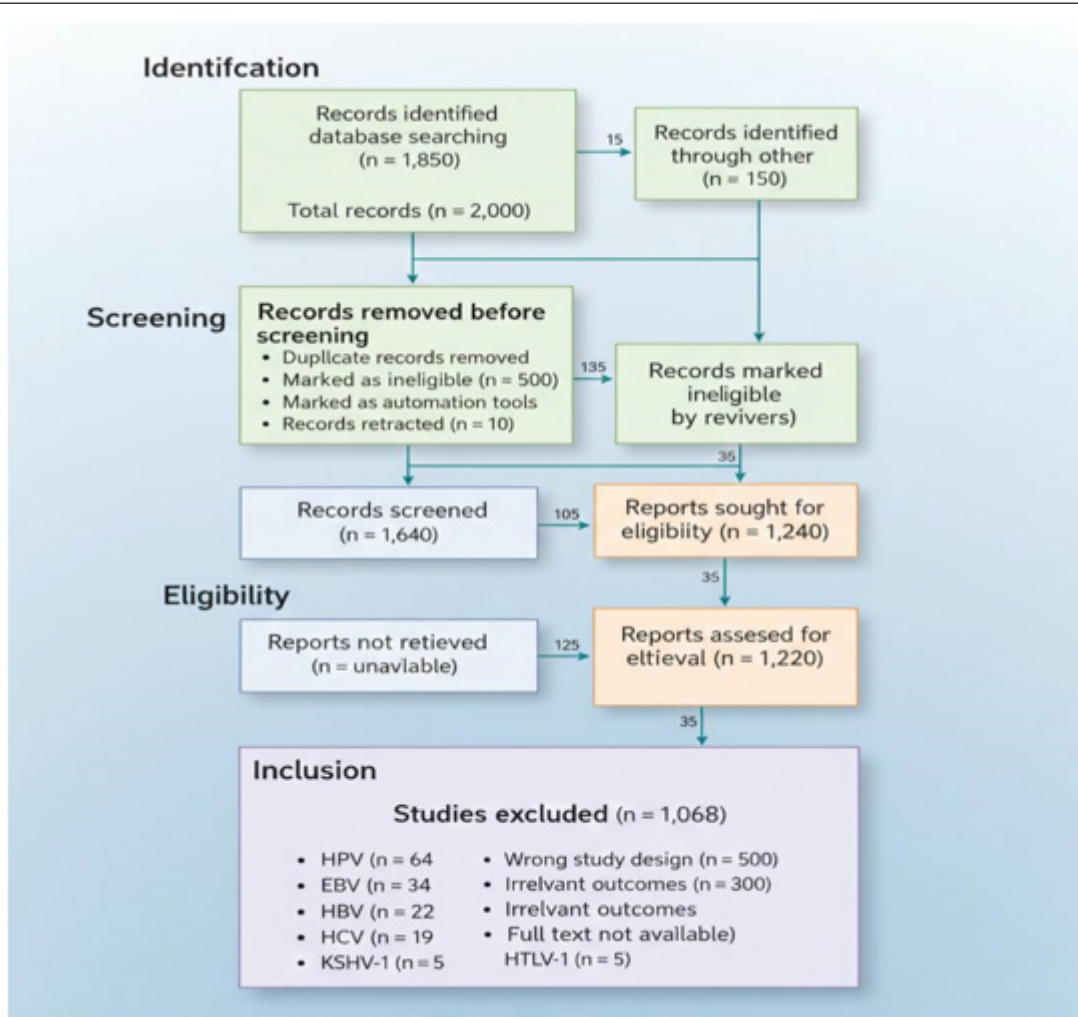 Identifcation
Records identified
database searching
(n = 1,850)
Total records (n = 2,000)
15
Records identified
through other
(n = 150)
Screening
Records removed before
screening
• Dupllcate records removed
• Marked as ineligible (n = 500)
• Marked as automation tools
• Records retracted (n = 10)
135
Records marked
ineligible
by revivers)
35
Records screened
(n = 1,640)
105
Reports sought for
eligibiity (n = 1,240)
35
Eligibility
Reports not retieved
(n = unavlable)
125
Reports assesed for
eltieval (n = 1,220)
35
Inclusion
Studies excluded (n = 1,068)
• HPV (n = 64
• EBV (n = 34
• HBV (n = 22
• HCV (n = 19
• KSHV-1 (n = 5
• Wrong study design (n = 500)
• Irrelvant outcomes (n = 300)
• Irrelvant outcomes
• Full text not available)
HTLV-1 (n = 5)